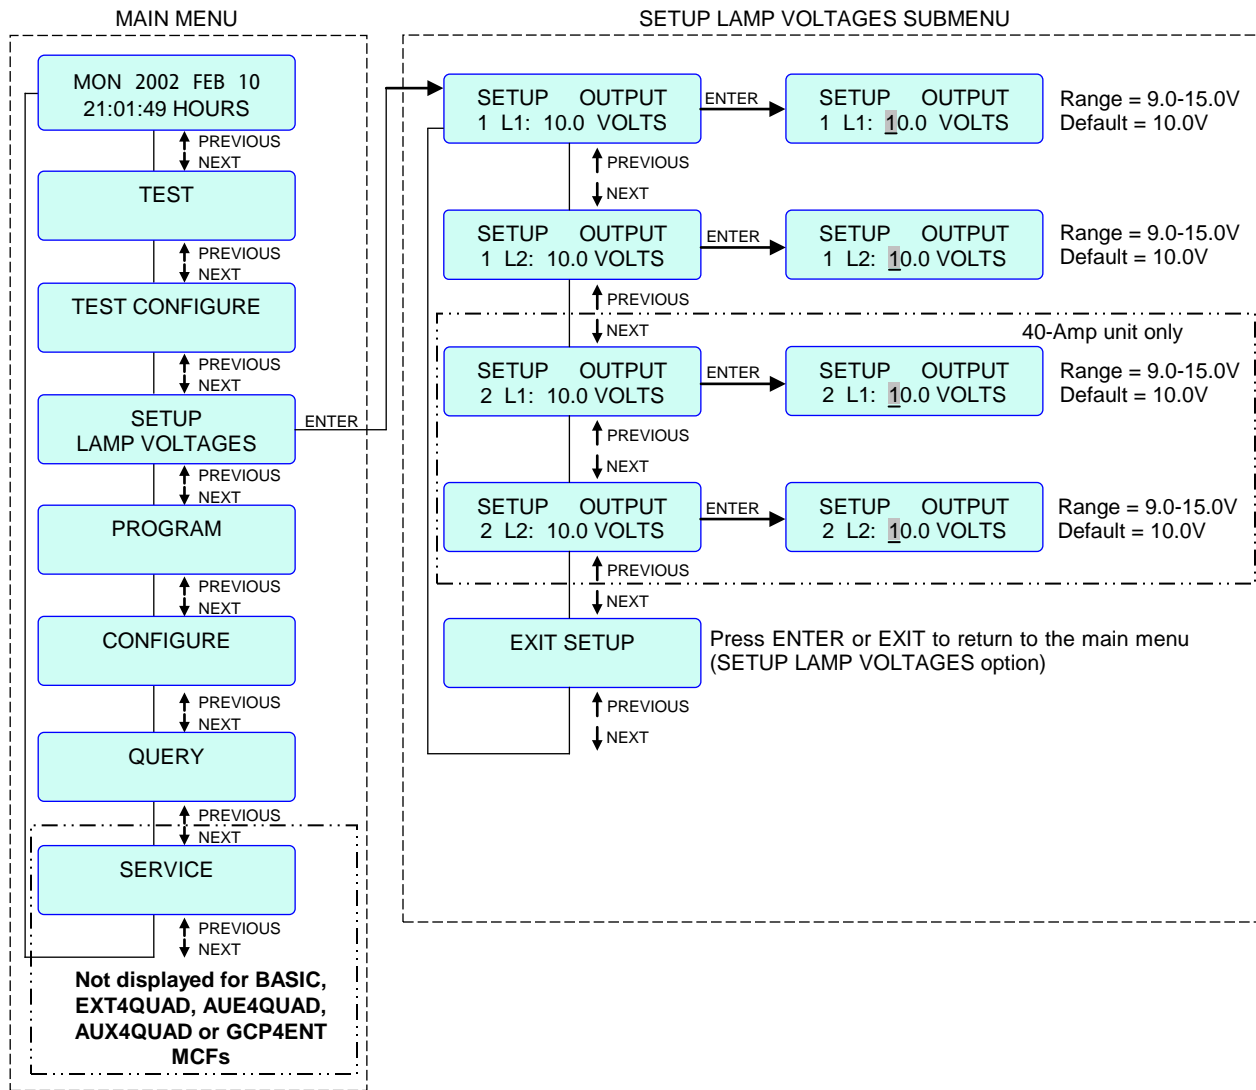 MAIN MENU
MON 2002 FEB 10
21:01:49 HOURS
PREVIOUS
NEXT
TEST
PREVIOUS
NEXT
TEST CONFIGURE
PREVIOUS
NEXT
SETUP
LAMP VOLTAGES
ENTER
PREVIOUS
NEXT
PROGRAM
PREVIOUS
NEXT
CONFIGURE
PREVIOUS
NEXT
QUERY
PREVIOUS
NEXT
SERVICE
PREVIOUS
NEXT
Not displayed for BASIC,
EXT4QUAD, AUE4QUAD,
AUX4QUAD or GCP4ENT
MCFs
SETUP LAMP VOLTAGES SUBMENU
SETUP OUTPUT
1 L1: 10.0 VOLTS
ENTER
SETUP OUTPUT
1 L1: 10.0 VOLTS
Range = 9.0-15.0V
Default = 10.0V
PREVIOUS
NEXT
SETUP OUTPUT
1 L2: 10.0 VOLTS
ENTER
SETUP OUTPUT
1 L2: 10.0 VOLTS
Range = 9.0-15.0V
Default = 10.0V
PREVIOUS
NEXT
40-Amp unit only
SETUP OUTPUT
2 L1: 10.0 VOLTS
ENTER
SETUP OUTPUT
2 L1: 10.0 VOLTS
Range = 9.0-15.0V
Default = 10.0V
PREVIOUS
NEXT
SETUP OUTPUT
2 L2: 10.0 VOLTS
ENTER
SETUP OUTPUT
2 L2: 10.0 VOLTS
Range = 9.0-15.0V
Default = 10.0V
PREVIOUS
NEXT
EXIT SETUP
Press ENTER or EXIT to return to the main menu
(SETUP LAMP VOLTAGES option)
PREVIOUS
NEXT